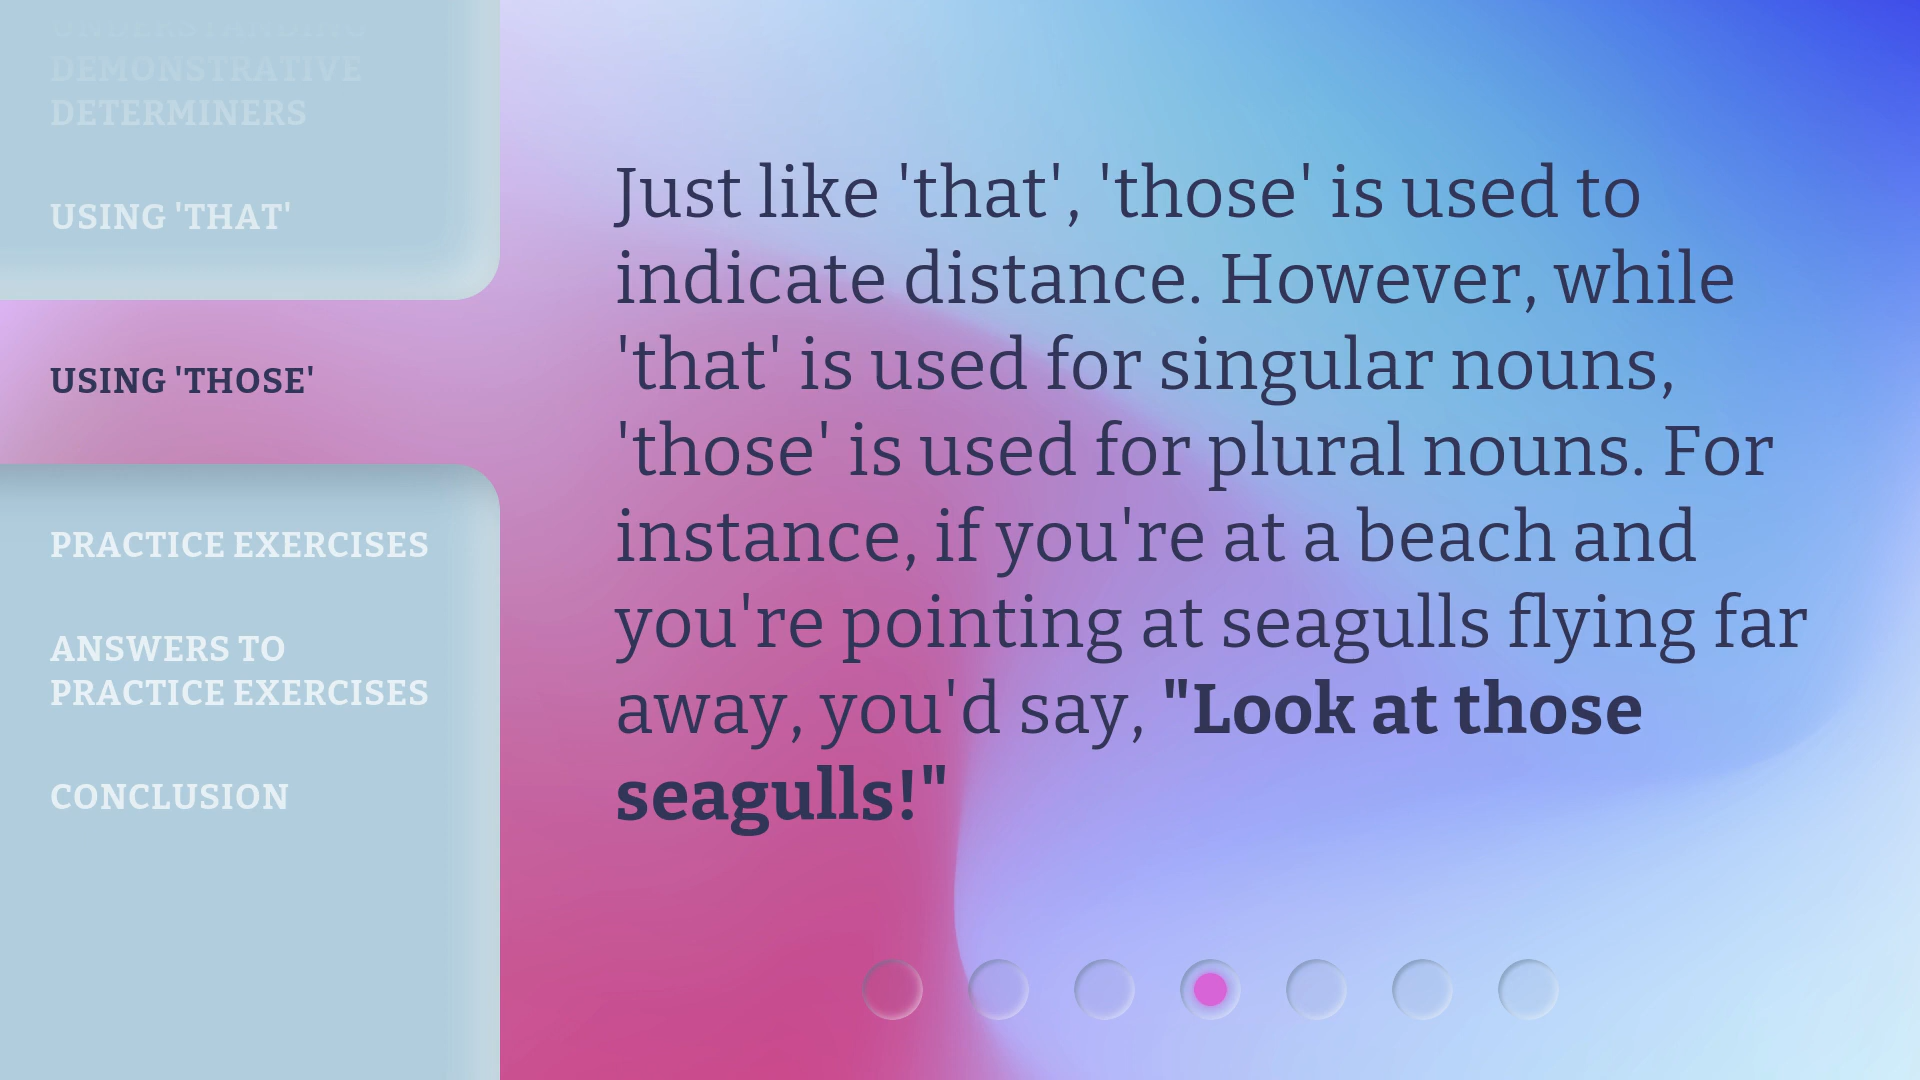 UNDERSTANDING
DEMONSTRATIVE
DETERMINERS
USING 'THAT'
USING 'THOSE'
PRACTICE EXERCISES
ANSWERS TO
PRACTICE EXERCISES
CONCLUSION
Just like 'that', 'those' is used to
indicate distance. However, while
'that' is used for singular nouns,
'those' is used for plural nouns. For
instance, if you're at a beach and
you're pointing at seagulls flying far
away, you'd say, "Look at those
seagulls!"